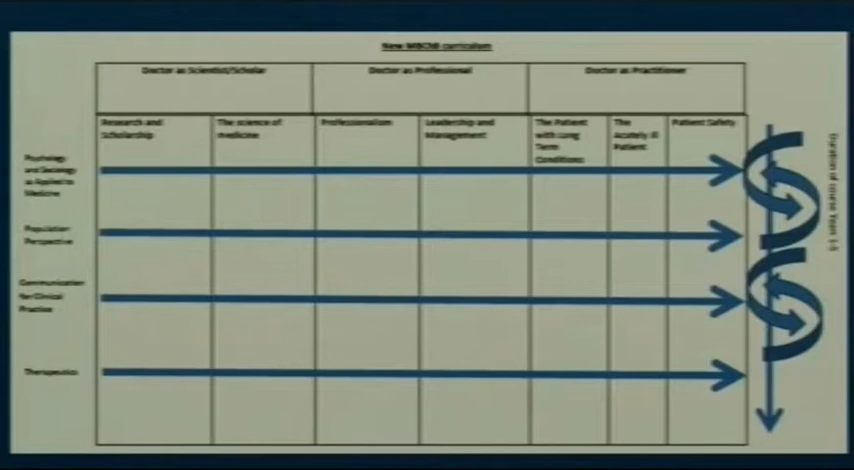 New MBChB curriculum
Doctor as Scientist/Scholar
Doctor as Professional
Doctor as Practitioner
Research and
Scholarship
The science of
medicine
Professionalism
Leadership and
Management
The Patient
with Long
Term
Conditions
The
Acutely Ill
Patient
Patient Safety
Psychology
and Sociology
as Applied to
Medicine
Population
Perspective
Communication
for Clinical
Practice
Therapeutics
Duration of course Years 1-5